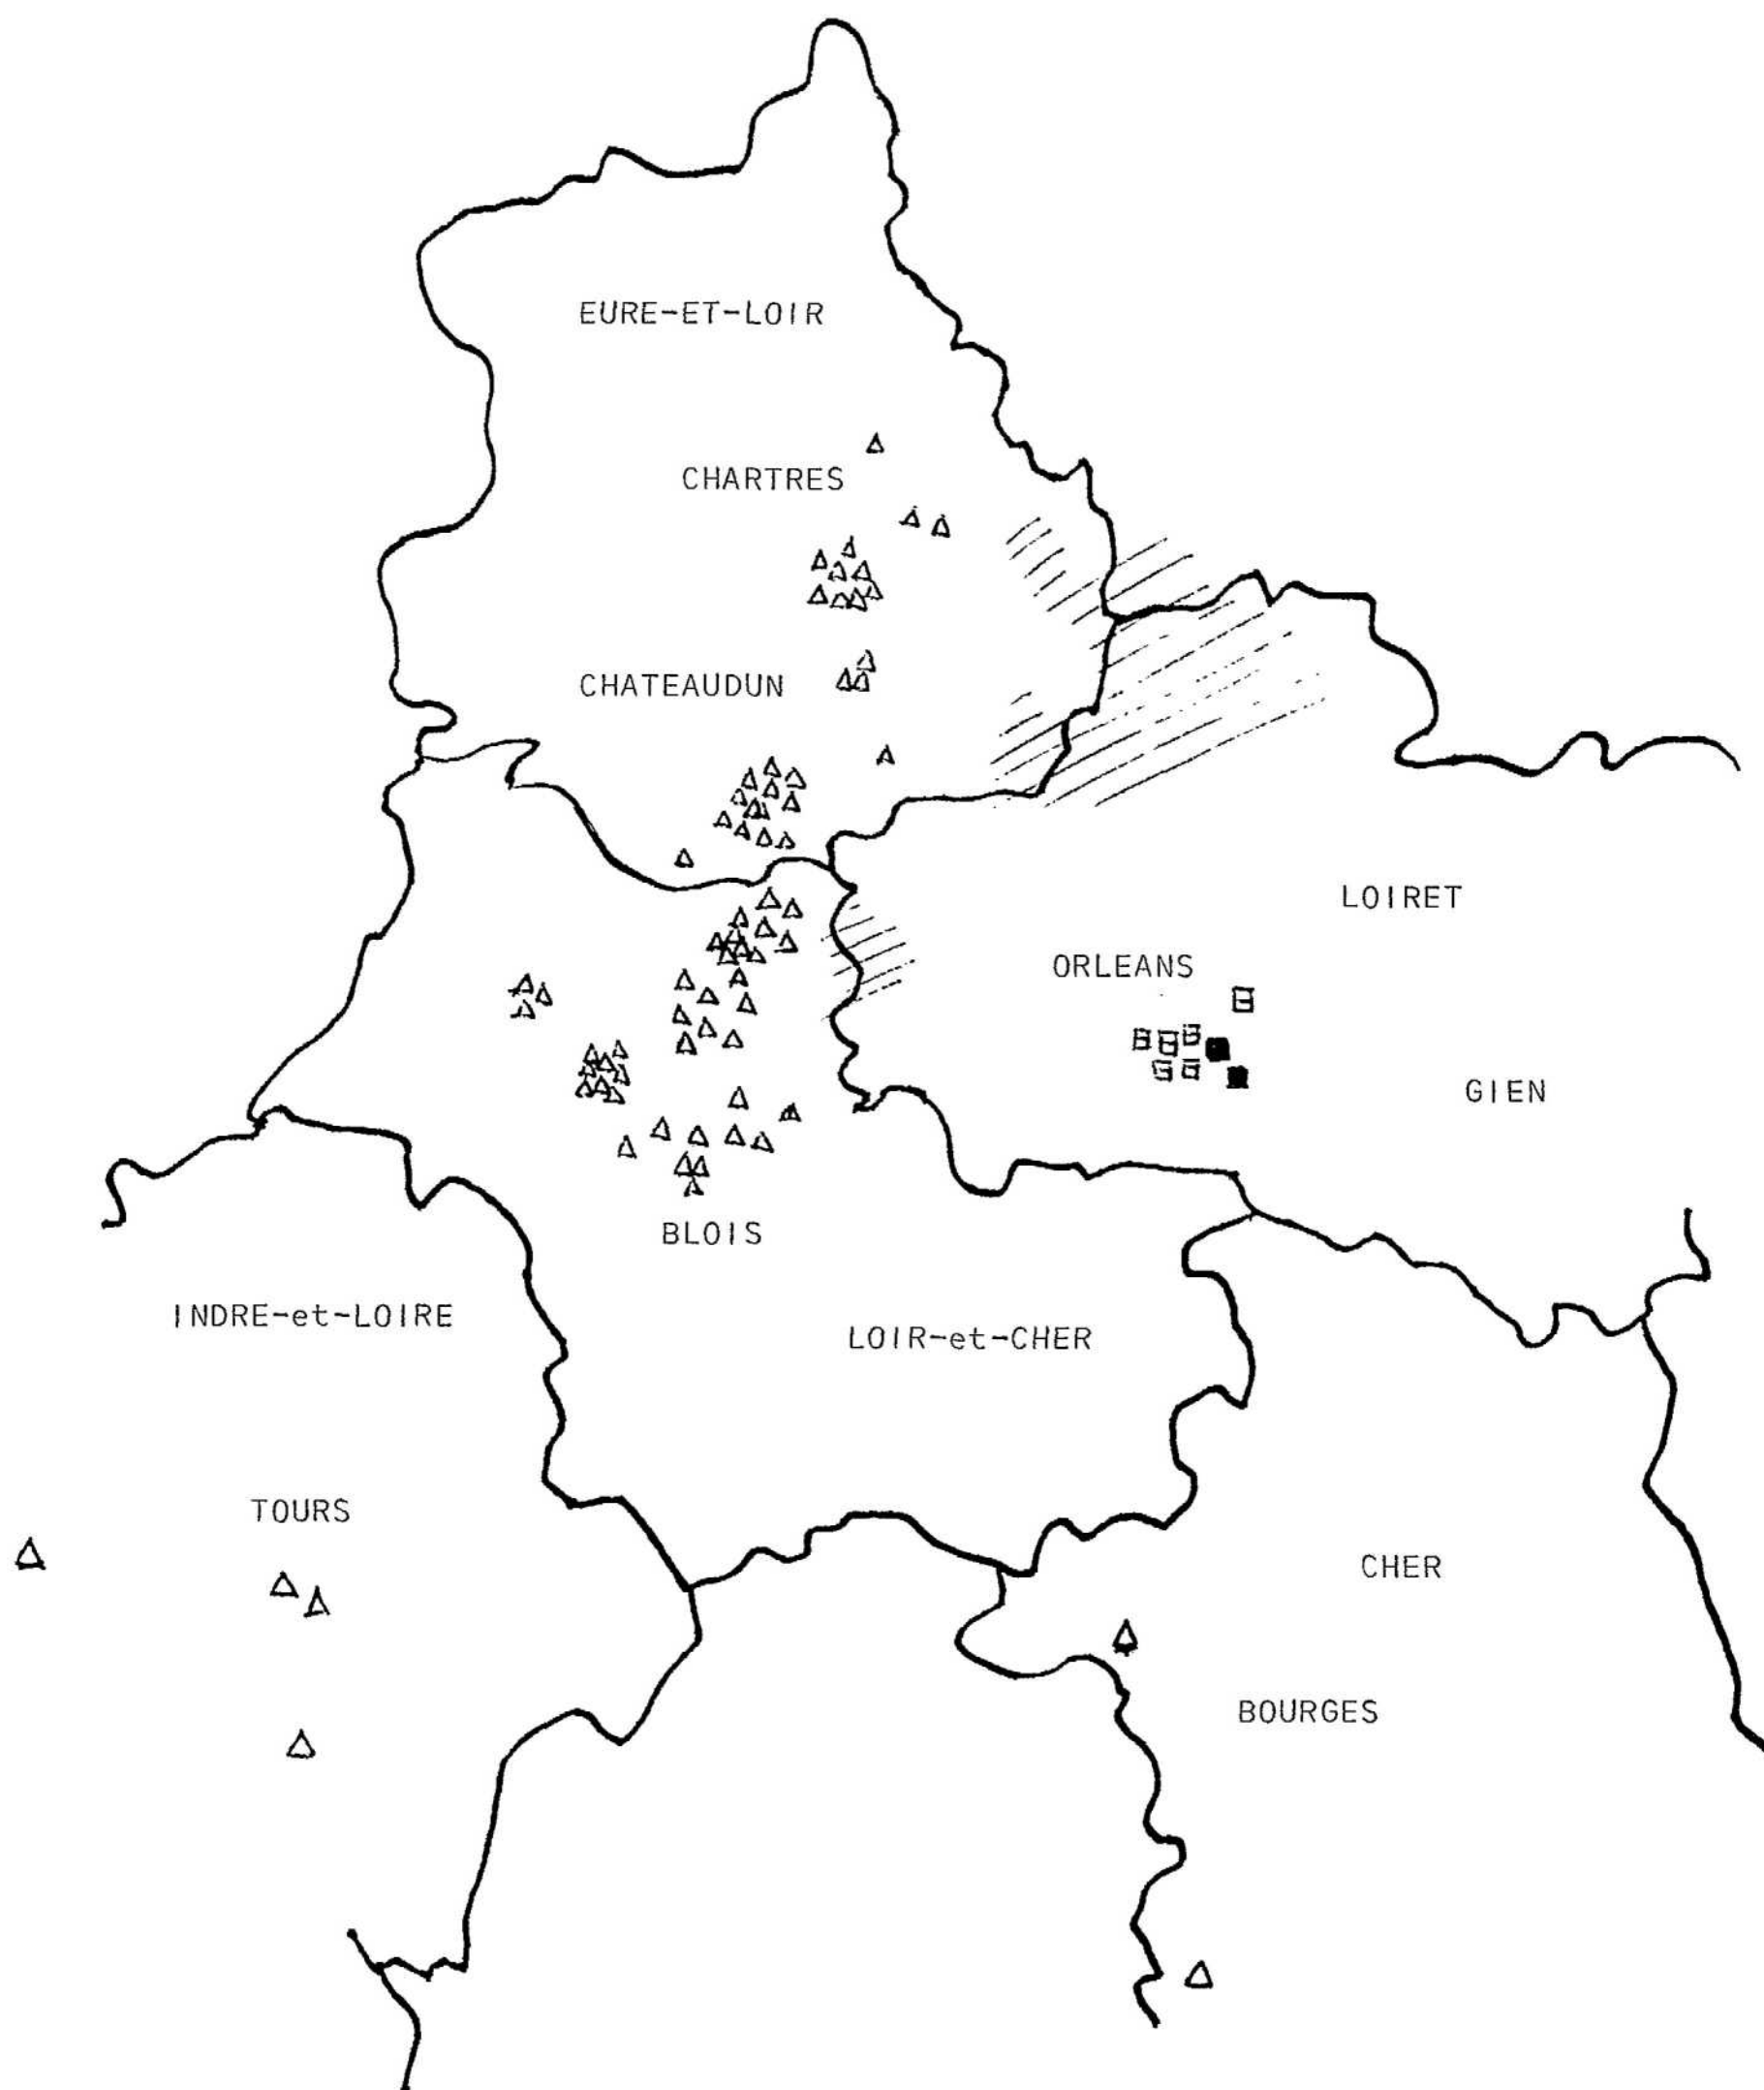 EURE-ET-LOIR
CHARTRES
CHATEAUDUN
LOIRET
ORLEANS
GIEN
BLOIS
INDRE-et-LOIRE
LOIR-et-CHER
TOURS
CHER
BOURGES